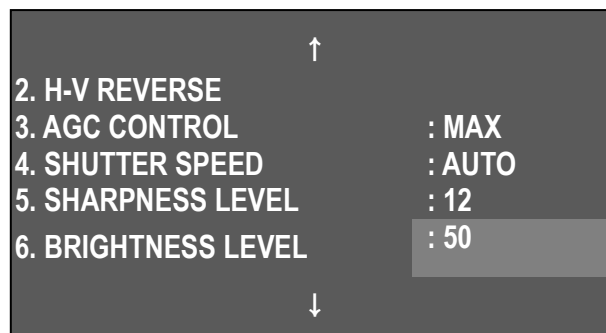 ↑
2. H-V REVERSE
3. AGC CONTROL : MAX
4. SHUTTER SPEED : AUTO
5. SHARPNESS LEVEL : 12
6. BRIGHTNESS LEVEL : 50
↓